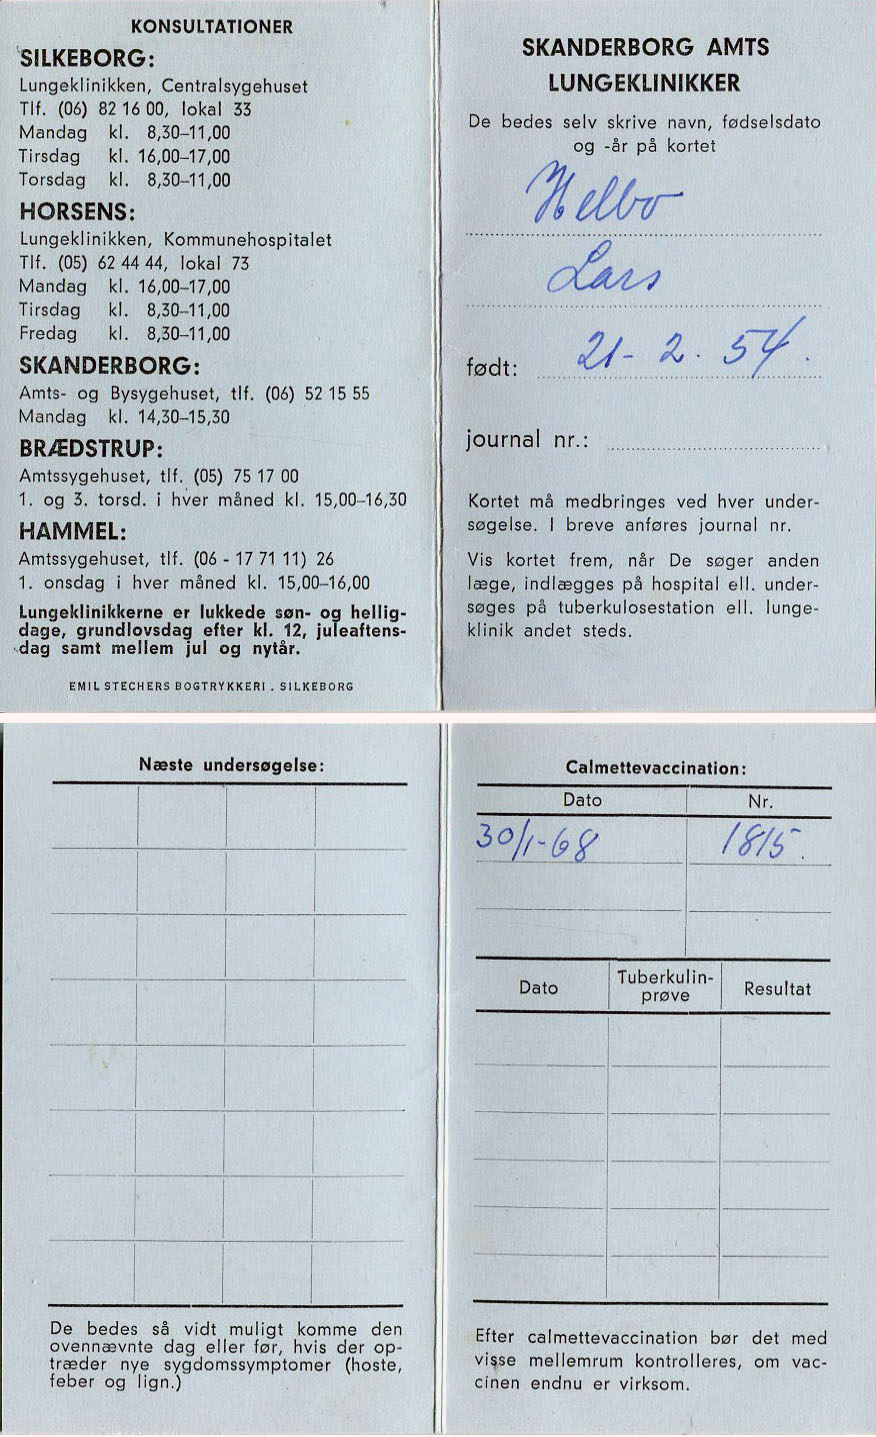 KONSULTATIONER
SILKEBORG:
Lungeklinikken, Centralsygehuset
Tlf. (06) 82 16 00, lokal 33
Mandag kl. 8,30–11,00
Tirsdag kl. 16,00–17,00
Torsdag kl. 8,30–11,00
HORSENS:
Lungeklinikken, Kommunehospitalet
Tlf. (05) 62 44 44, lokal 73
Mandag kl. 16,00–17,00
Tirsdag kl. 8,30–11,00
Fredag kl. 8,30–11,00
SKANDERBORG:
Amts- og Bysygehuset, tlf. (06) 52 15 55
Mandag kl. 14,30–15,30
BRÆDSTRUP:
Amtssygehuset, tlf. (05) 75 17 00
1. og 3. torsd. i hver måned kl. 15,00–16,30
HAMMEL:
Amtssygehuset, tlf. (06 - 17 71 11) 26
1. onsdag i hver måned kl. 15,00–16,00
Lungeklinikkerne er lukkede søn- og hellig-
dage, grundlovsdag efter kl. 12, juleaftens-
dag samt mellem jul og nytår.
EMIL STECHERS BOGTRYKKERI . SILKEBORG
SKANDERBORG AMTS
LUNGEKLINIKKER
De bedes selv skrive navn, fødselsdato
og -år på kortet
Helbo
Lars
født: 21- 2. 54.
journal nr.:
Kortet må medbringes ved hver under-
søgelse. I breve anføres journal nr.
Vis kortet frem, når De søger anden
læge, indlægges på hospital ell. under-
søges på tuberkulosestation ell. lunge-
klinik andet steds.
Næste undersøgelse:
De bedes så vidt muligt komme den
ovennævnte dag eller før, hvis der op-
træder nye sygdomssymptomer (hoste,
feber og lign.)
Calmettevaccination:
Dato Nr.
30/1-68 1815.
Dato Tuberkulin- Resultat
prøve
Efter calmettevaccination bør det med
visse mellemrum kontrolleres, om vac-
cinen endnu er virksom.